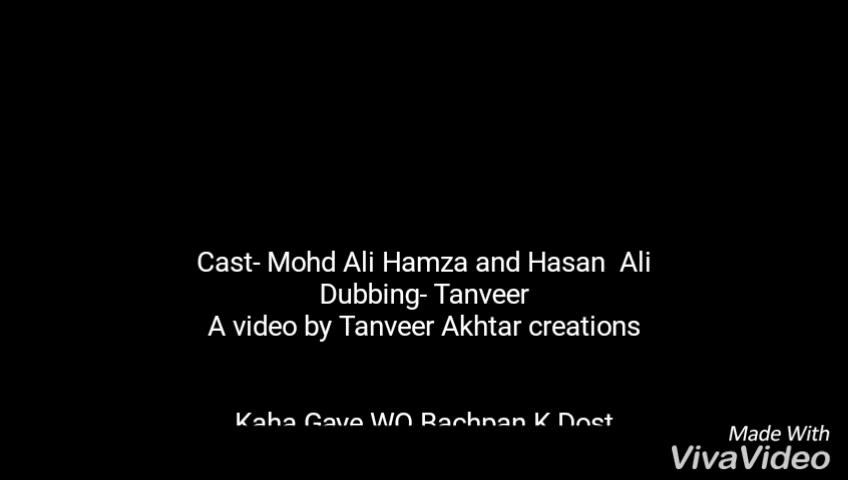 Cast- Mohd Ali Hamza and Hasan  Ali
Dubbing- Tanveer
A video by Tanveer Akhtar creations
Kaha Gaye WO Bachpan K Dost
Made With
VivaVideo